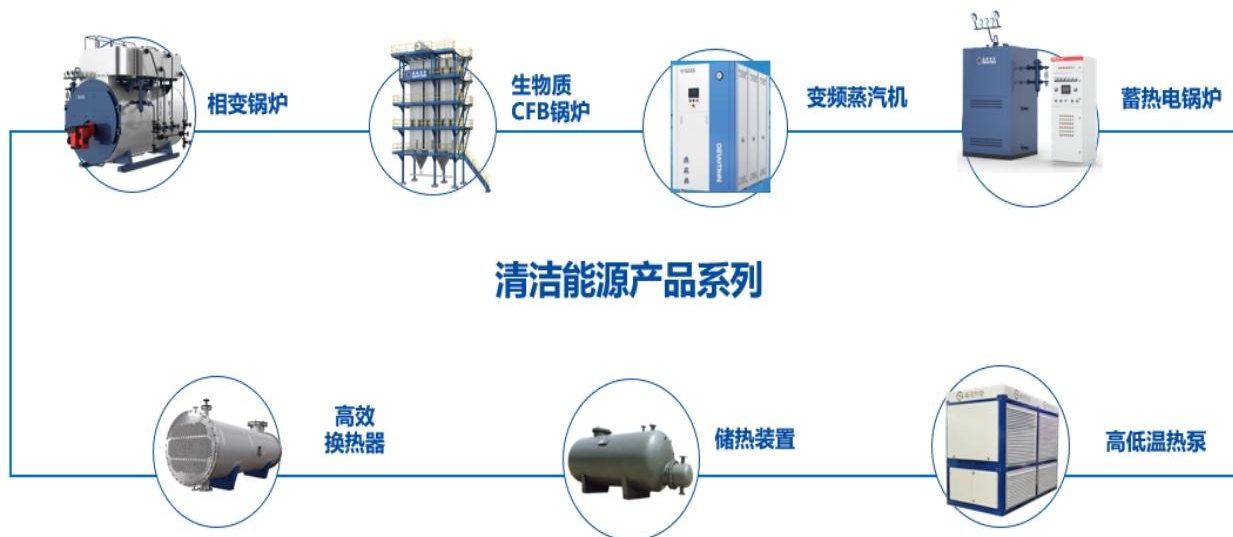 相变锅炉
生物质
CFB锅炉
变频蒸汽机
蓄热电锅炉
清洁能源产品系列
高效
换热器
储热装置
高低温热泵